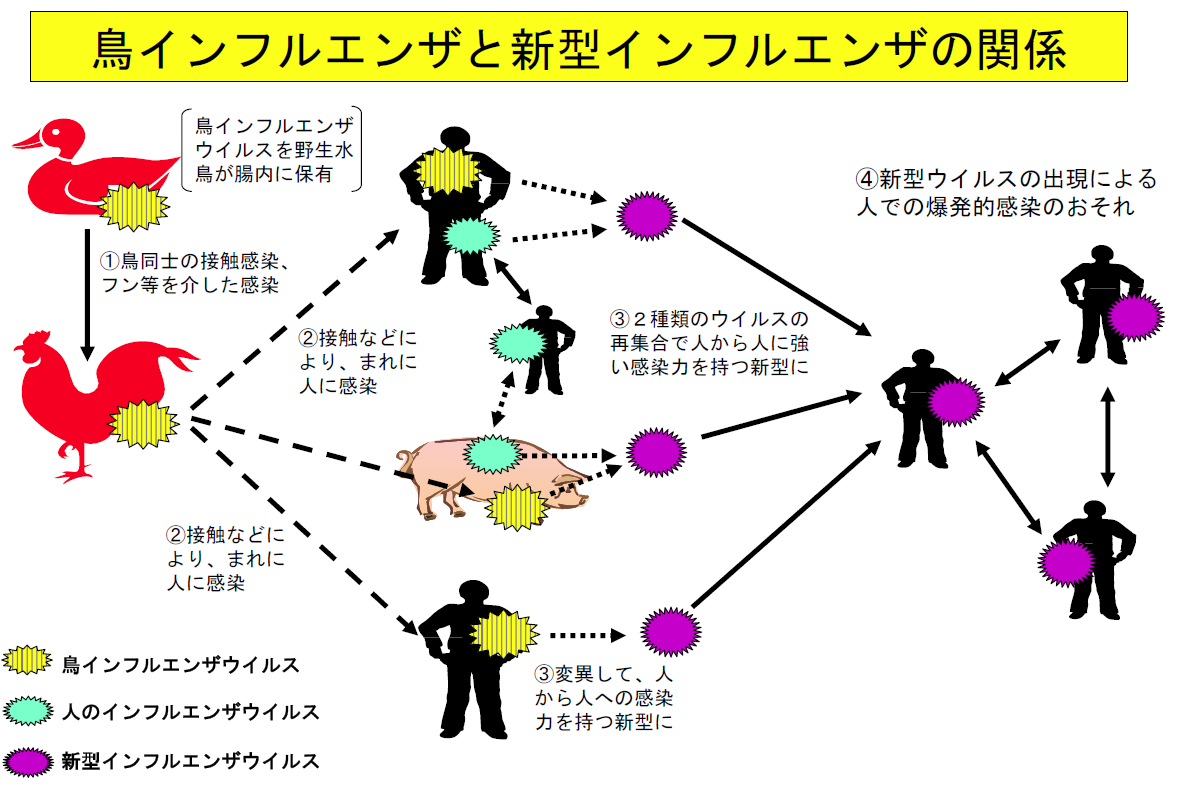 鳥インフルエンザと新型インフルエンザの関係
鳥インフルエンザ
ウイルスを野生水
鳥が腸内に保有
①鳥同士の接触感染、
フン等を介した感染
②接触などに
より、まれに
人に感染
②接触などに
より、まれに
人に感染
③２種類のウイルスの
再集合で人から人に強
い感染力を持つ新型に
③変異して、人
から人への感染
力を持つ新型に
④新型ウイルスの出現による
人での爆発的感染のおそれ
鳥インフルエンザウイルス
人のインフルエンザウイルス
新型インフルエンザウイルス